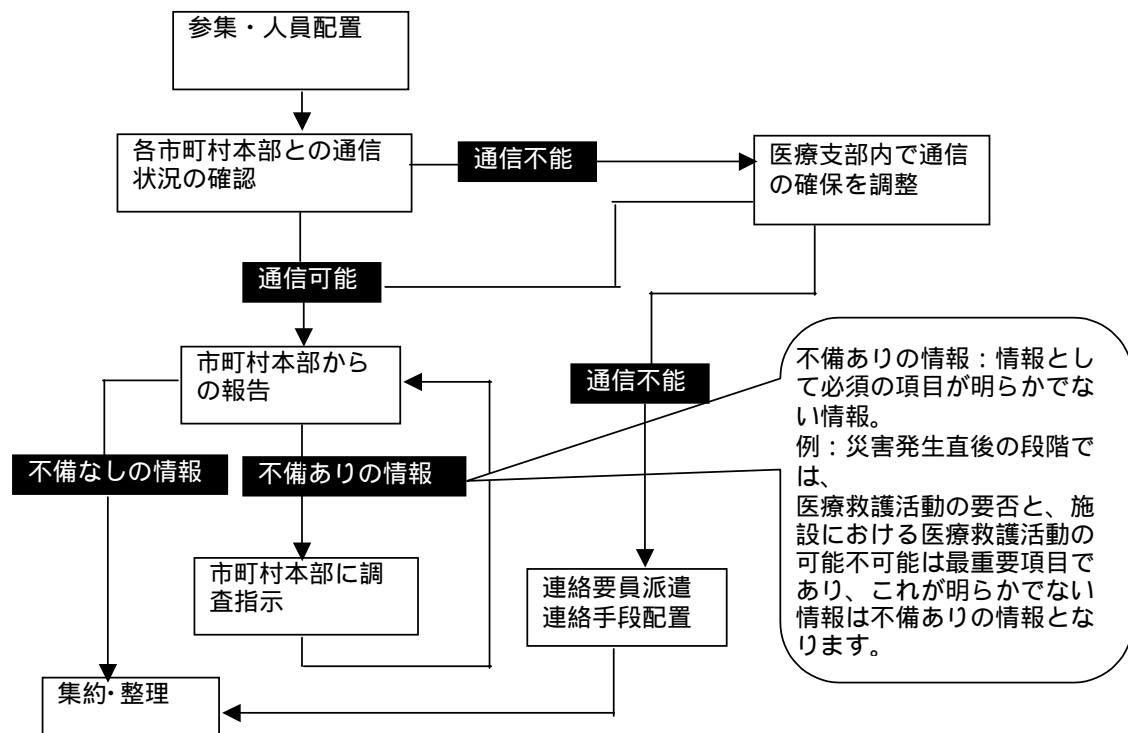 参集・人員配置
各市町村本部との通信
状況の確認
通信不能
医療支部内で通信
の確保を調整
通信可能
市町村本部から
の報告
通信不能
不備ありの情報：情報とし
て必須の項目が明らかでな
い情報。
例：災害発生直後の段階で
は、
医療救護活動の要否と、施
設における医療救護活動の
可能不可能は最重要項目で
あり、これが明らかでない
情報は不備ありの情報とな
ります。
不備なしの情報
不備ありの情報
市町村本部に調
査指示
連絡要員派遣
連絡手段配置
集約・整理